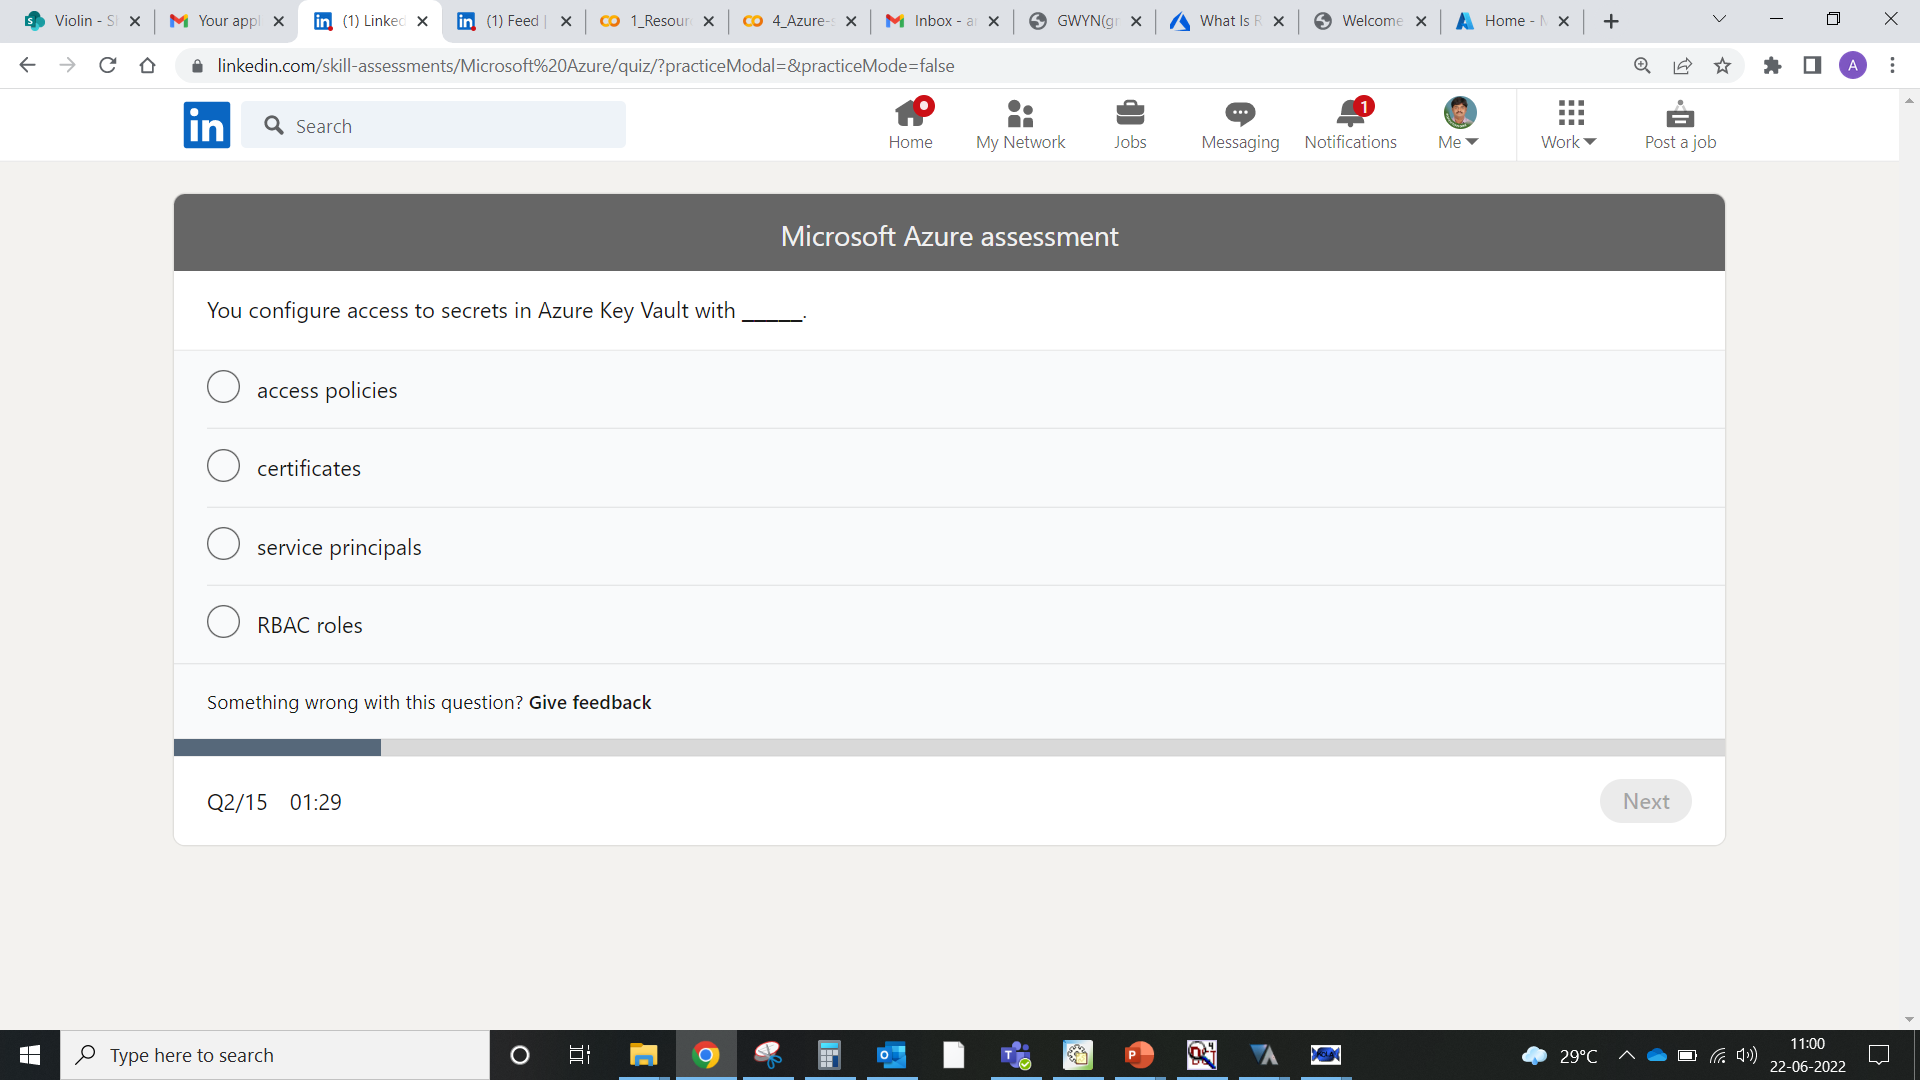 Violin - S
Your appl
(1) Linked
(1) Feed |
1_Resour
4_Azure-s
Inbox - a
GWYN(gr
What Is R
Welcome
Home - M
linkedin.com/skill-assessments/Microsoft%20Azure/quiz/?practiceModal=&practiceMode=false
A
in
Search
Home
My Network
Jobs
Messaging
1
Notifications
Me
Work
Post a job
Microsoft Azure assessment
You configure access to secrets in Azure Key Vault with _____.
access policies
certificates
service principals
RBAC roles
Something wrong with this question? Give feedback
Q2/15 01:29
Next
Type here to search
29°C
11:00
22-06-2022